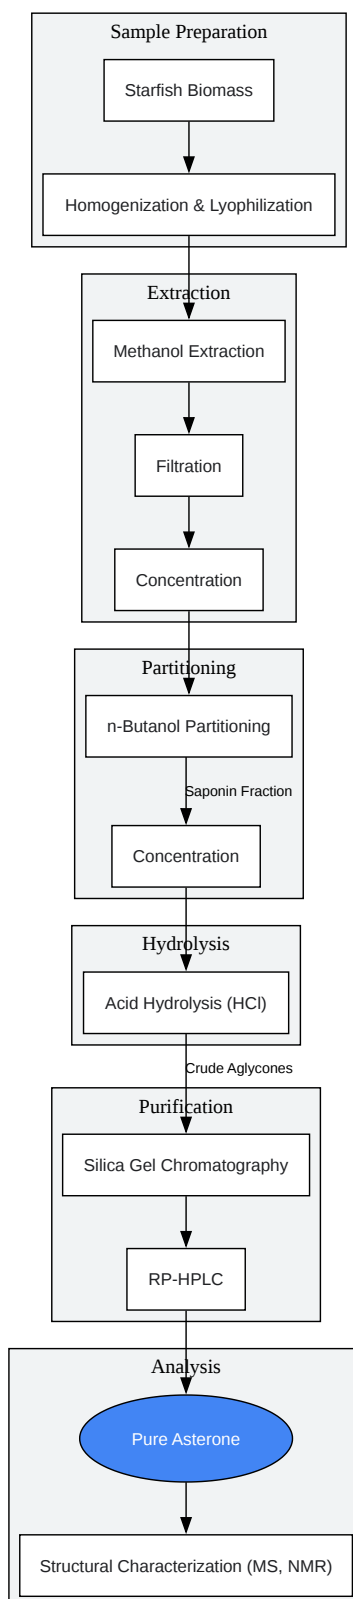 Sample Preparation
Starfish Biomass
Homogenization & Lyophilization
Extraction
Methanol Extraction
Filtration
Concentration
Partitioning
n-Butanol Partitioning
Saponin Fraction
Concentration
Hydrolysis
Acid Hydrolysis (HCl)
Crude Aglycones
Purification
Silica Gel Chromatography
RP-HPLC
Analysis
Pure Asterone
Structural Characterization (MS, NMR)